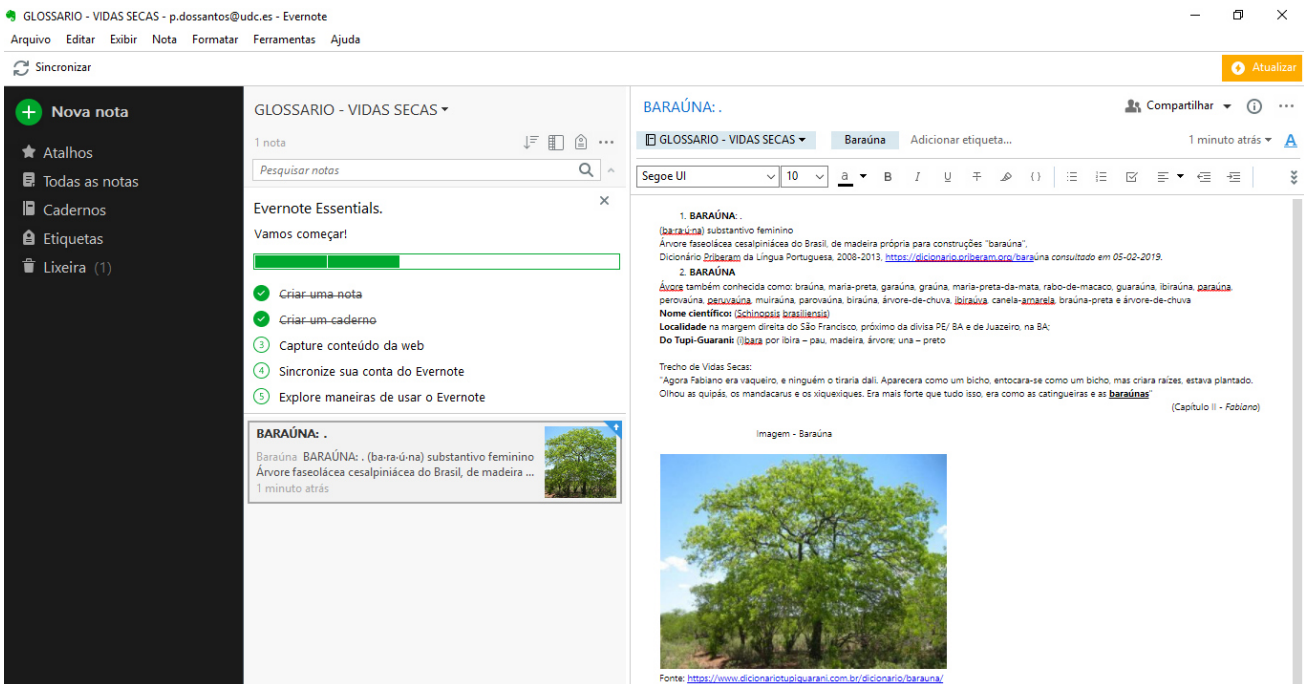 GLOSSARIO - VIDAS SECAS - p.dossantos@udc.es - Evernote
Arquivo Editar Exibir Nota Formatar Ferramentas Ajuda
Sincronizar
Atualizar
Nova nota
Atalhos
Todas as notas
Cadernos
Etiquetas
Lixeira (1)
GLOSSARIO - VIDAS SECAS
1 nota
Pesquisar notas
Evernote Essentials.
Vamos começar!
Criar uma nota
Criar um caderno
3 Capture conteúdo da web
4 Sincronize sua conta do Evernote
5 Explore maneiras de usar o Evernote
BARAÚNA: .
Baraúna BARAÚNA: . (ba·ra·ú·na) substantivo feminino
Árvore faseolácea cesalpiniácea do Brasil, de madeira ...
1 minuto atrás
BARAÚNA: .
Compartilhar
GLOSSARIO - VIDAS SECAS Baraúna Adicionar etiqueta...
1 minuto atrás
Segoe UI 10 a B I U T {}
1. BARAÚNA: .
(ba·ra·ú·na) substantivo feminino
Árvore faseolácea cesalpiniácea do Brasil, de madeira própria para construções "baraúna",
Dicionário Priberam da Língua Portuguesa, 2008-2013, https://dicionario.priberam.org/baraúna consultado em 05-02-2019.
2. BARAÚNA
Ávore também conhecida como: braúna, maria-preta, garaúna, graúna, maria-preta-da-mata, rabo-de-macaco, guaraúna, ibiraúna, paraúna,
perovaúna, peruvaúna, muiraúna, parovaúna, biraúna, árvore-de-chuva, ibiraúva, canela-amarela, braúna-preta e árvore-de-chuva
Nome científico: (Schinopsis brasiliensis)
Localidade na margem direita do São Francisco, próximo da divisa PE/ BA e de Juazeiro, na BA;
Do Tupi-Guarani: (i)bara por ibira – pau, madeira, árvore; una – preto
Trecho de Vidas Secas:
"Agora Fabiano era vaqueiro, e ninguém o tiraria dali. Aparecera como um bicho, entocara-se como um bicho, mas criara raízes, estava plantado.
Olhou as quipás, os mandacarus e os xiquexiques. Era mais forte que tudo isso, era como as catingueiras e as baraúnas"
(Capítulo II - Fabiano)
Imagem - Baraúna
Fonte: https://www.dicionariotupiguarani.com.br/dicionario/barauna/